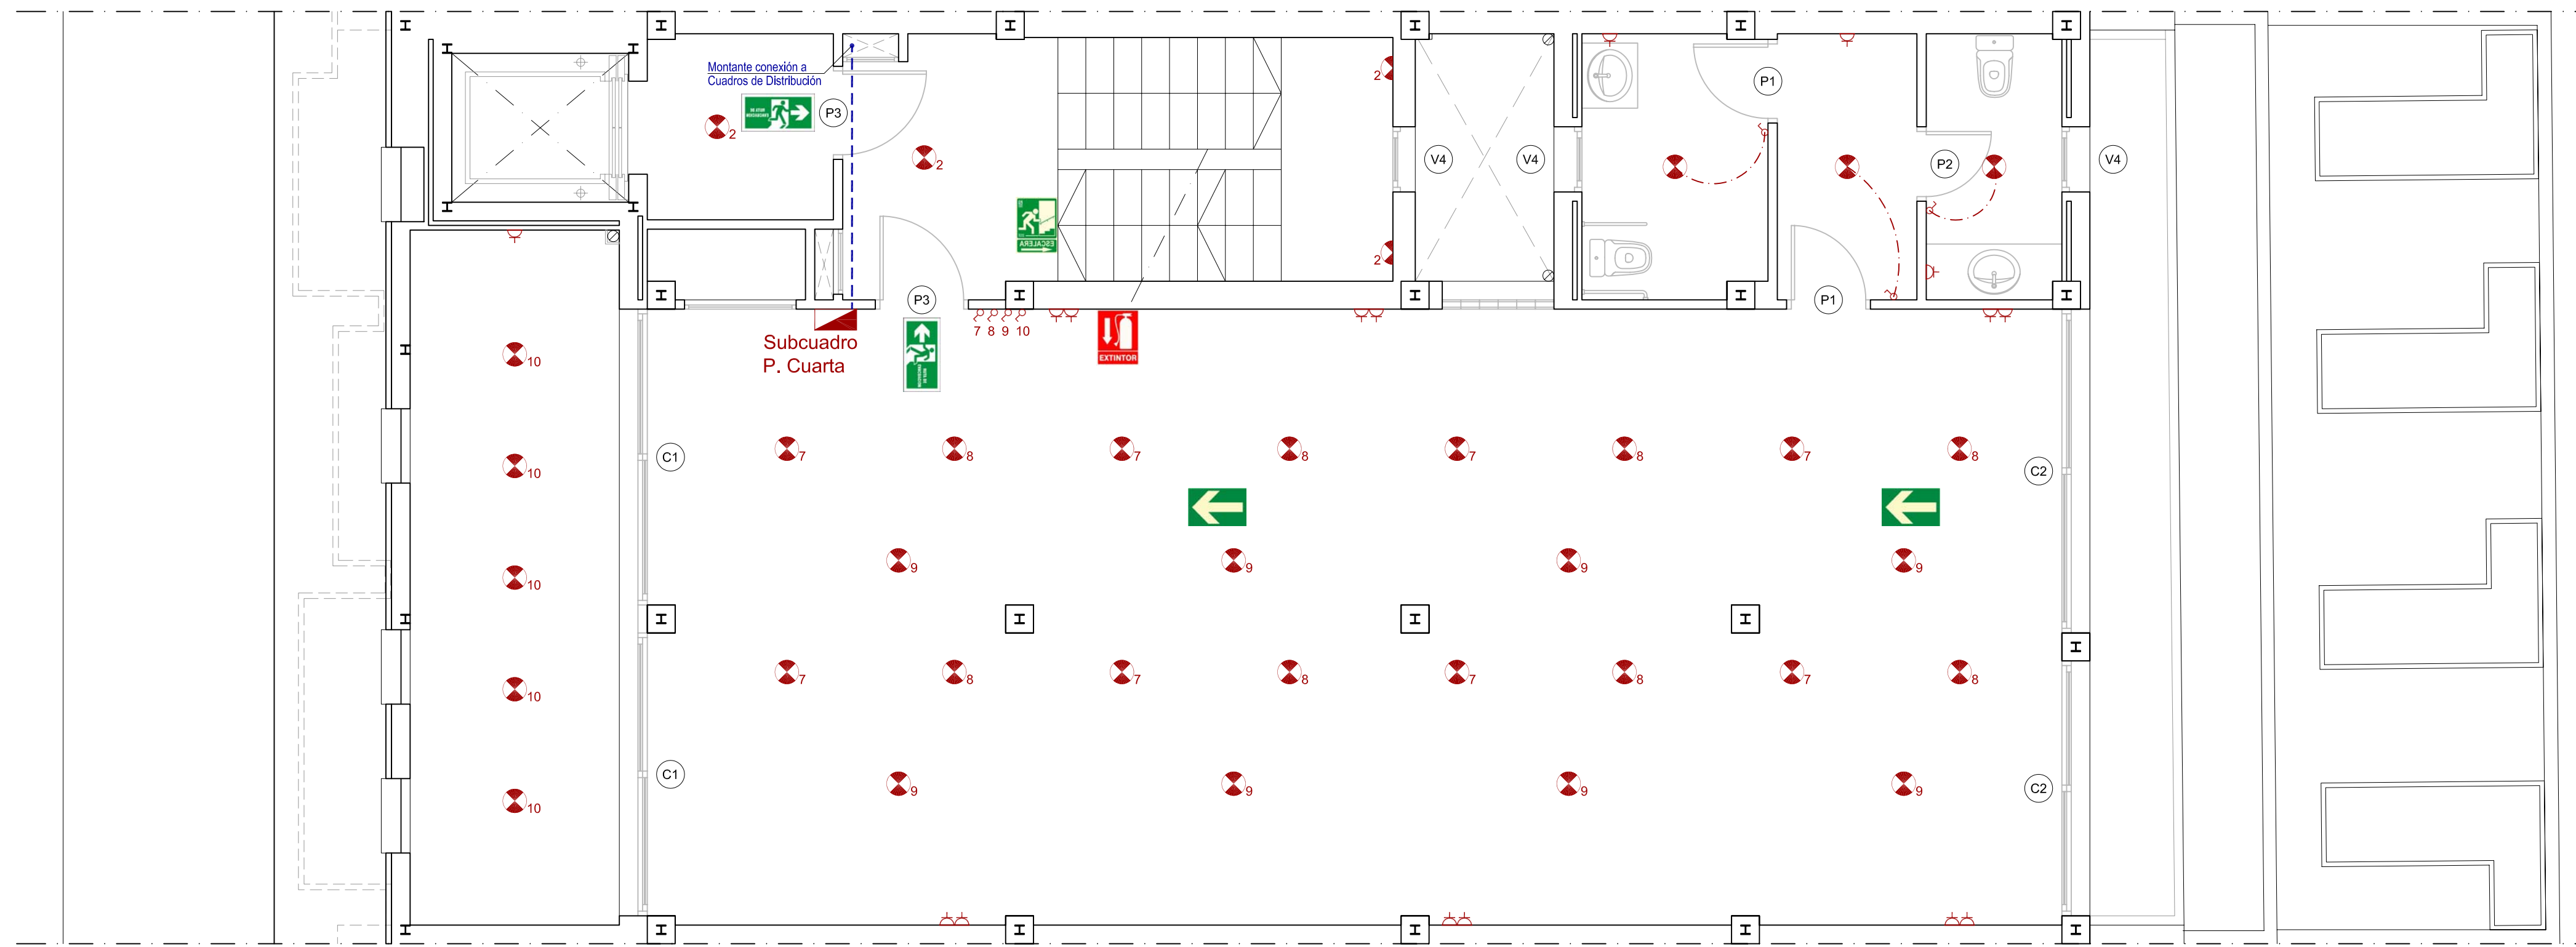 Montante conexión a
Cuadros de Distribución
P3
2
2
2
2
P1
V4
V4
P2
V4
ESCALERA
P3
P1
7 8 9 10
Subcuadro
P. Cuarta
EXTINTOR
10
10
10
10
10
C1
7
8
7
8
7
8
7
8
C2
9
9
9
9
7
8
7
8
7
8
7
8
C1
9
9
9
9
C2